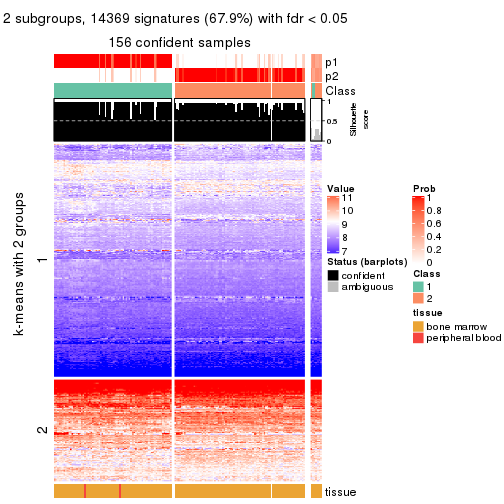 2 subgroups, 14369 signatures (67.9%) with fdr < 0.05
156 confident samples
p1
p2
Class
1
0.5
0
Silhouette
score
k-means with 2 groups
1
2
tissue
Value
11
10
9
8
7
Status (barplots)
confident
ambiguous
Prob
1
0.8
0.6
0.4
0.2
0
Class
1
2
tissue
bone marrow
peripheral blood